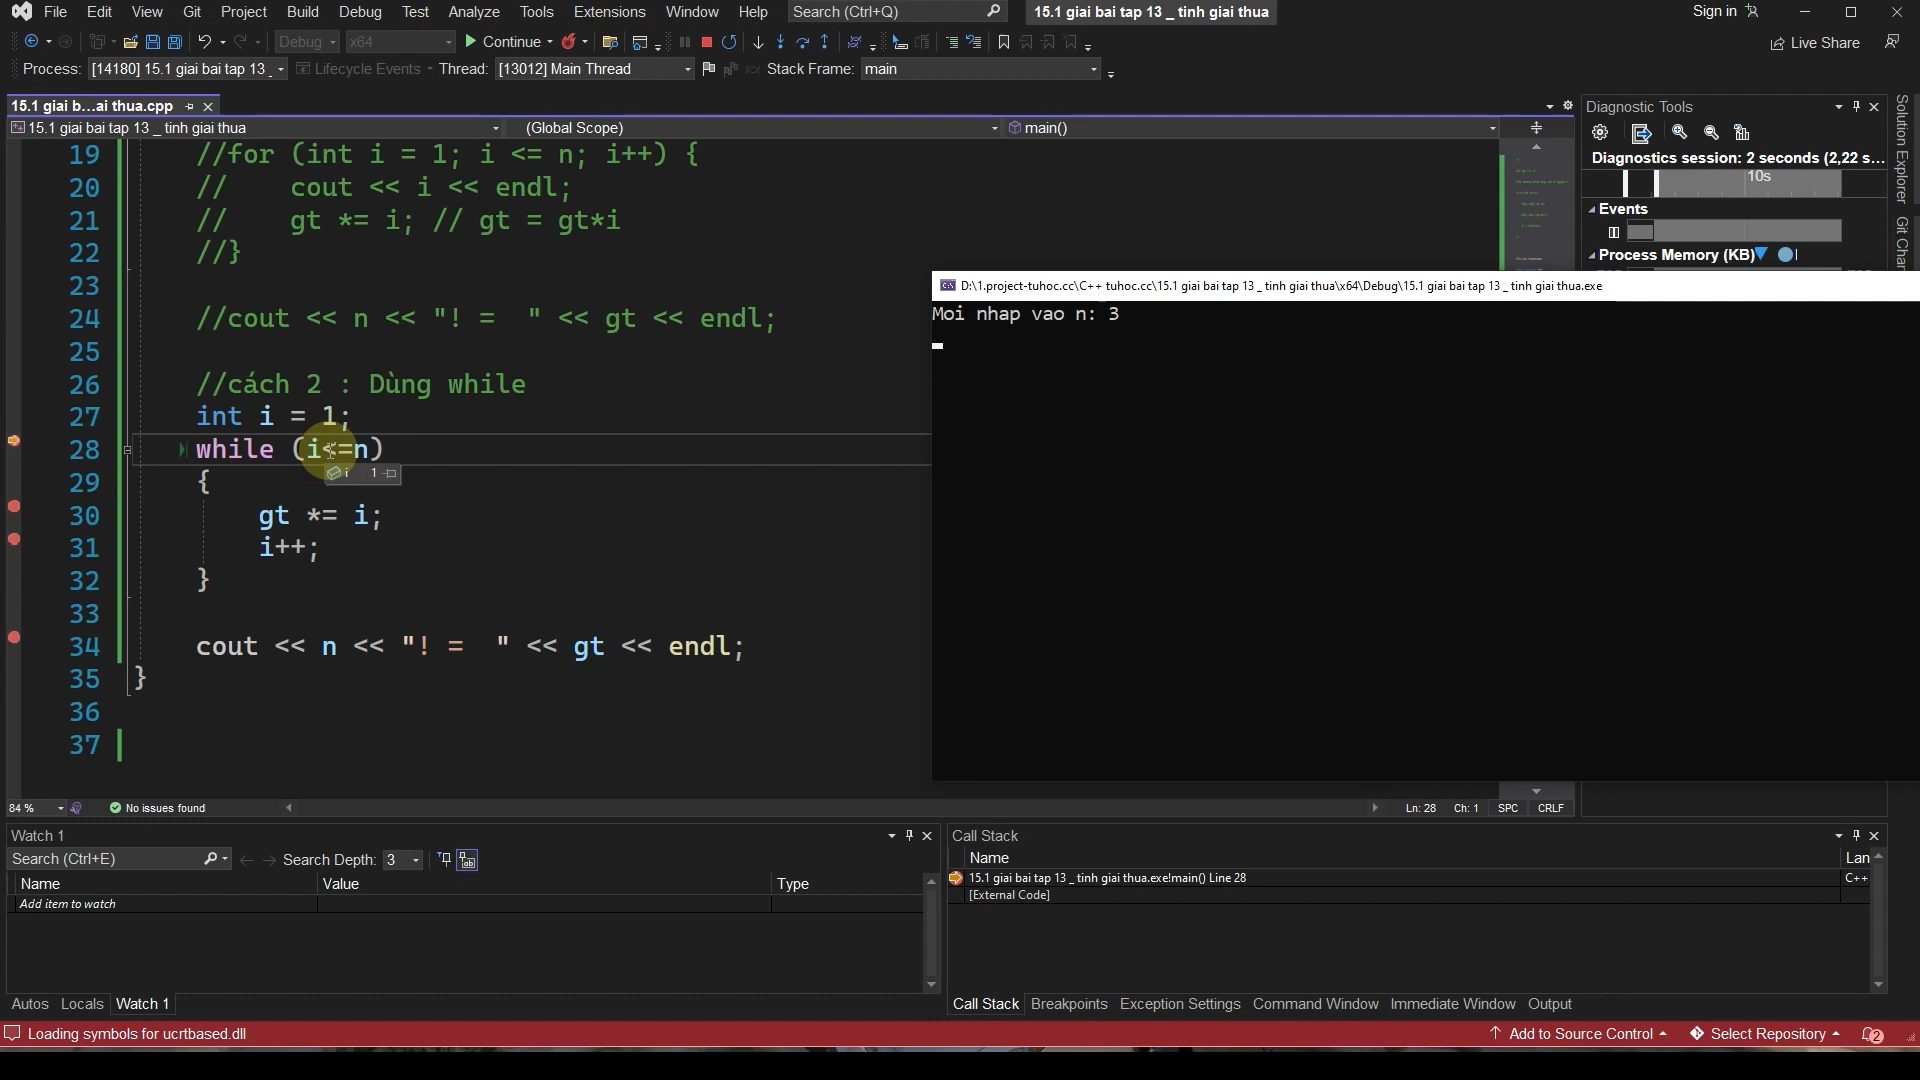 File Edit View Git Project Build Debug Test Analyze Tools Extensions Window Help Search (Ctrl+Q) 15.1 giai bai tap 13 _ tinh giai thua Sign in
Debug x64 Continue Live Share
Process: [14180] 15.1 giai bai tap 13 _ Lifecycle Events Thread: [13012] Main Thread Stack Frame: main
15.1 giai b...ai thua.cpp
15.1 giai bai tap 13 _ tinh giai thua (Global Scope) main()
19 //for (int i = 1; i <= n; i++) {
20 // cout << i << endl;
21 // gt *= i; // gt = gt*i
22 //}
23
24 //cout << n << "! = " << gt << endl;
25
26 //cách 2 : Dùng while
27 int i = 1;
28 while (i<=n)
i 1
29 {
30 gt *= i;
31 i++;
32 }
33
34 cout << n << "! = " << gt << endl;
35 }
36
37
D:\1.project-tuhoc.cc\C++ tuhoc.cc\15.1 giai bai tap 13 _ tinh giai thua\x64\Debug\15.1 giai bai tap 13 _ tinh giai thua.exe
Moi nhap vao n: 3
Diagnostic Tools
Diagnostics session: 2 seconds (2,22 s...
10s
Events
Process Memory (KB)
Solution Explorer
Git Chan
84 % No issues found Ln: 28 Ch: 1 SPC CRLF
Watch 1
Search (Ctrl+E) Search Depth: 3
Name Value Type
Add item to watch
Autos Locals Watch 1
Call Stack
Name Lan
15.1 giai bai tap 13 _ tinh giai thua.exe!main() Line 28 C++
[External Code]
Call Stack Breakpoints Exception Settings Command Window Immediate Window Output
Loading symbols for ucrtbased.dll Add to Source Control Select Repository 2